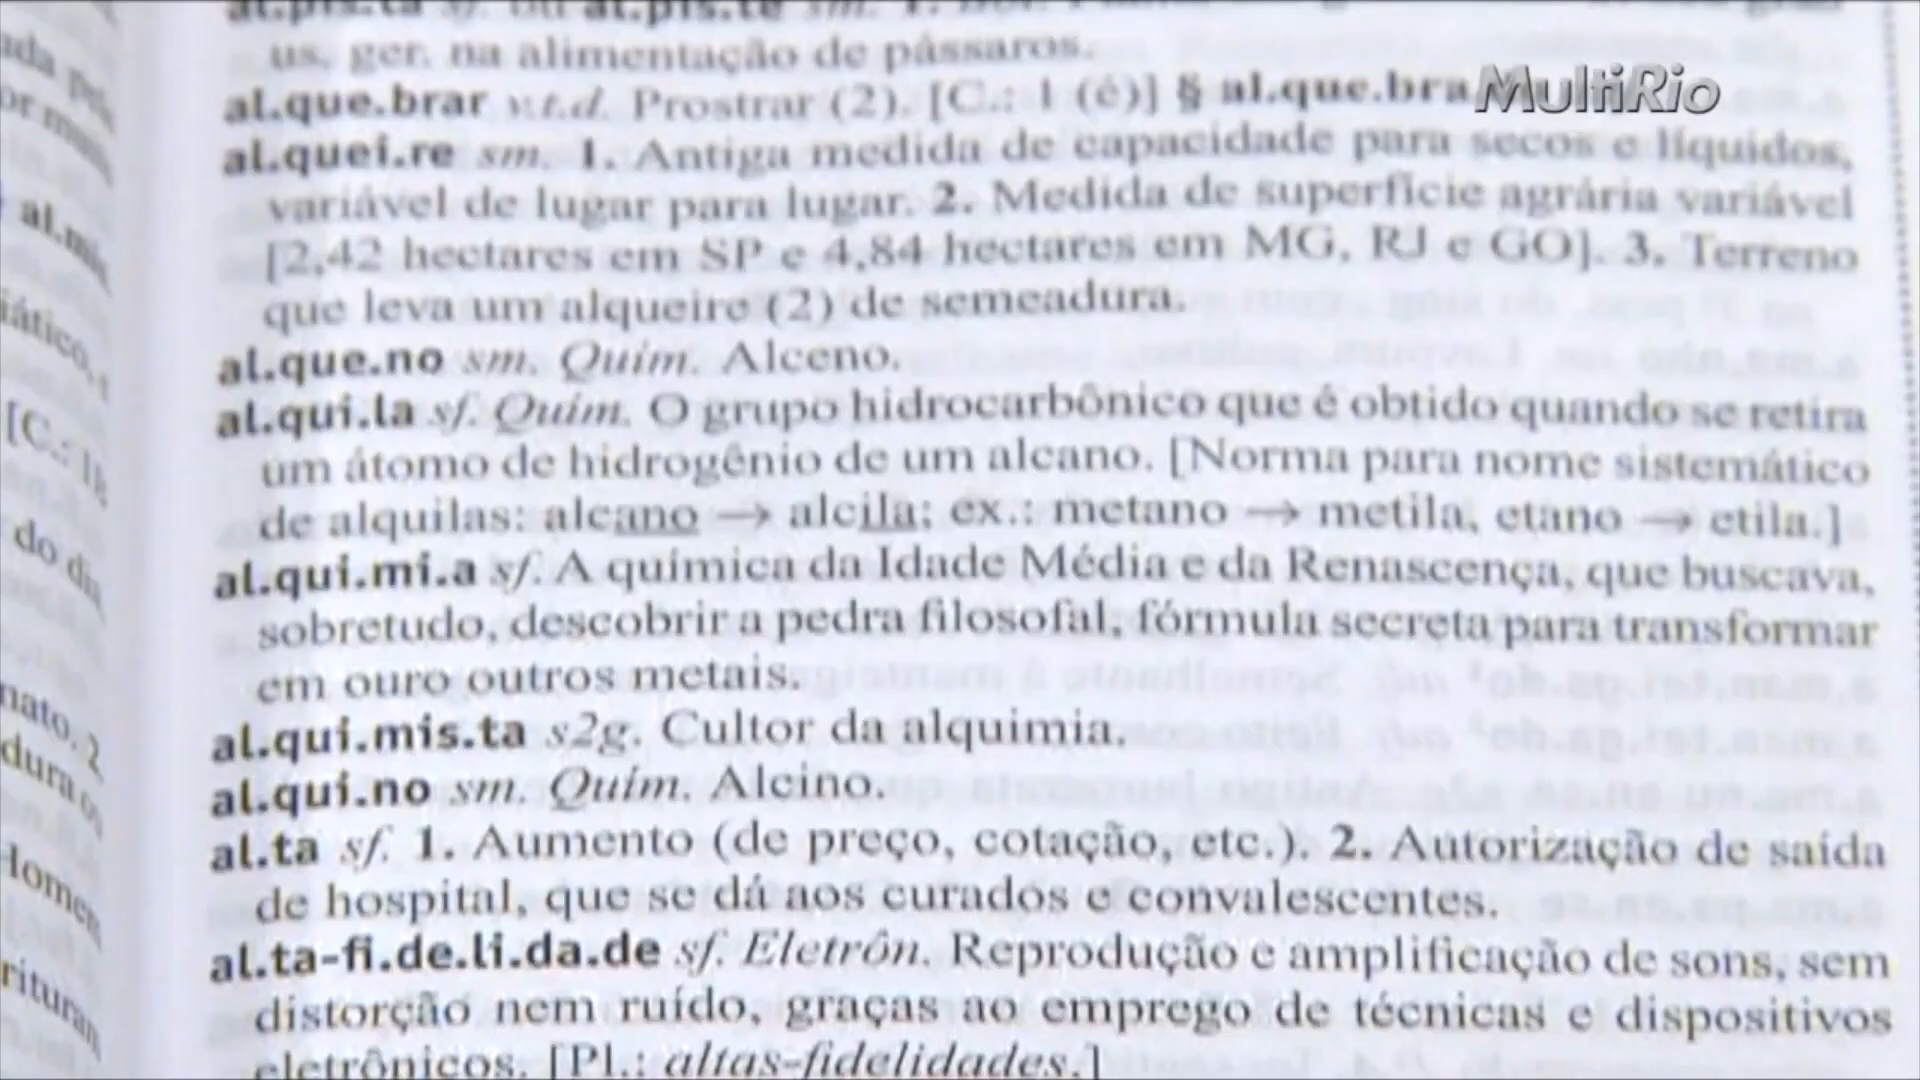 al.pis.ta sf. ou al.pis.te sm. 1. Bot.
us. ger. na alimentação de pássaros.
al.que.brar v.t.d. Prostrar (2). [C.: 1 (é)] § al.que.bra
MultiRio
al.quei.re sm. 1. Antiga medida de capacidade para secos e líquidos,
variável de lugar para lugar. 2. Medida de superfície agrária variável
[2,42 hectares em SP e 4,84 hectares em MG, RJ e GO]. 3. Terreno
que leva um alqueire (2) de semeadura.
al.que.no sm. Quím. Alceno.
al.qui.la sf. Quím. O grupo hidrocarbônico que é obtido quando se retira
um átomo de hidrogênio de um alcano. [Norma para nome sistemático
de alquilas: alcano → alcila; ex.: metano → metila, etano → etila.]
al.qui.mi.a sf. A química da Idade Média e da Renascença, que buscava,
sobretudo, descobrir a pedra filosofal, fórmula secreta para transformar
em ouro outros metais.
al.qui.mis.ta s2g. Cultor da alquimia.
al.qui.no sm. Quím. Alcino.
al.ta sf. 1. Aumento (de preço, cotação, etc.). 2. Autorização de saída
de hospital, que se dá aos curados e convalescentes.
al.ta-fi.de.li.da.de sf. Eletrôn. Reprodução e amplificação de sons, sem
distorção nem ruído, graças ao emprego de técnicas e dispositivos
eletrônicos. [Pl.: altas-fidelidades.]